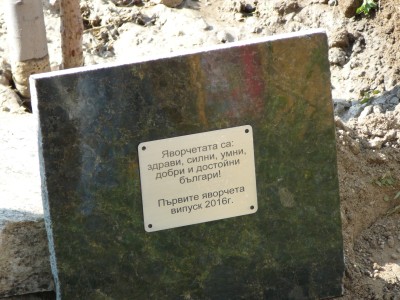 Яворчетата са:
здрави, силни, умни,
добри и достойни
българи!
Първите яворчета
випуск 2016г.